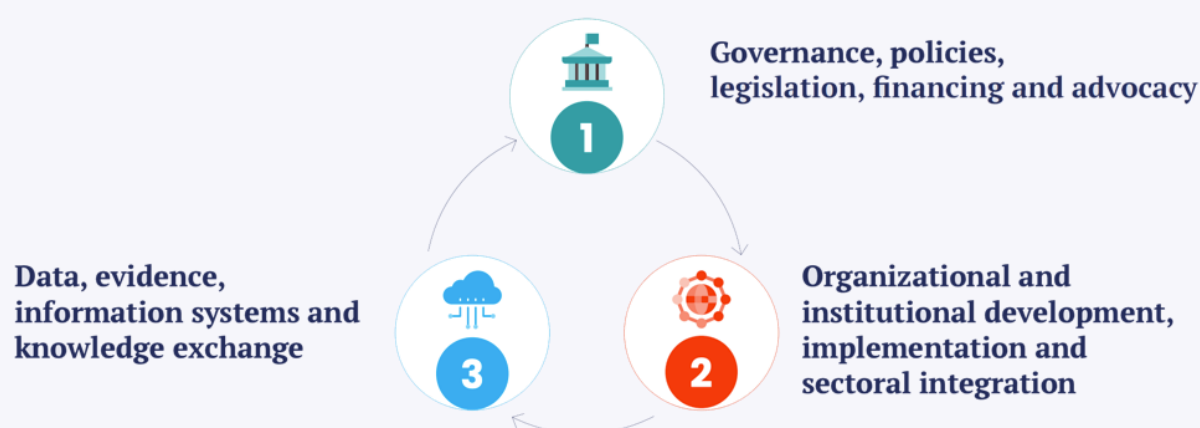 Governance, policies,
legislation, financing and advocacy
1
Data, evidence,
information systems and
knowledge exchange
3
2
Organizational and
institutional development,
implementation and
sectoral integration